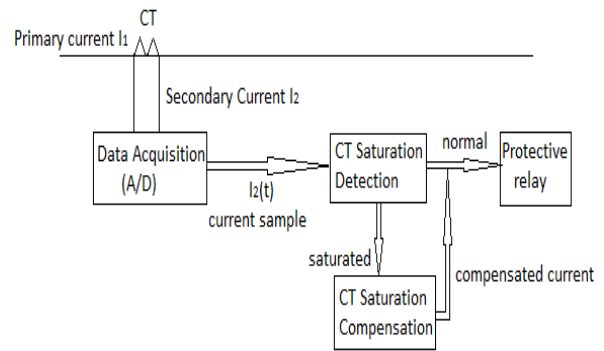 CT
Primary current I1
Secondary Current I2
Data Acquisition
(A/D)
I2(t)
current sample
CT Saturation
Detection
normal
Protective
relay
saturated
compensated current
CT Saturation
Compensation